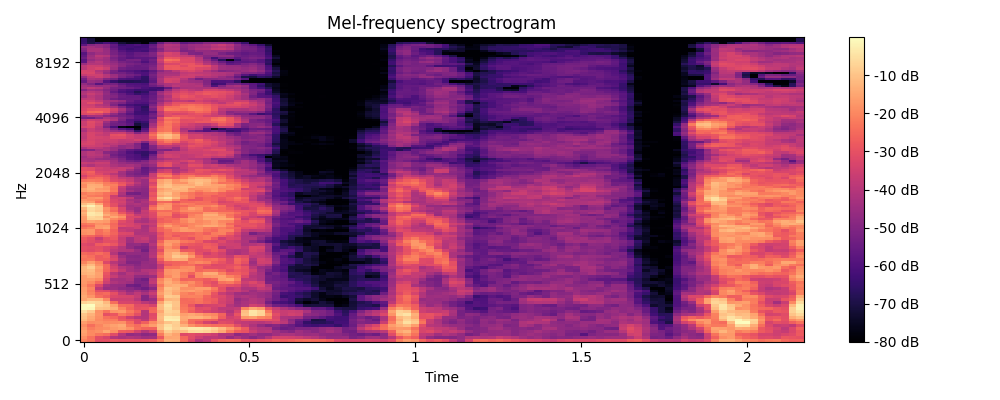 Mel-frequency spectrogram
Hz
8192
4096
2048
1024
512
0
0
0.5
1
1.5
2
Time
-10 dB
-20 dB
-30 dB
-40 dB
-50 dB
-60 dB
-70 dB
-80 dB